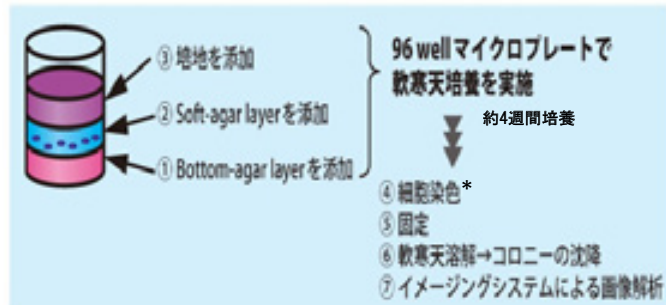 ③ 培地を添加
② Soft-agar layerを添加
① Bottom-agar layerを添加
96 wellマイクロプレートで
軟寒天培養を実施
約4週間培養
④ 細胞染色*
⑤ 固定
⑥ 軟寒天溶解→コロニーの沈降
⑦ イメージングシステムによる画像解析